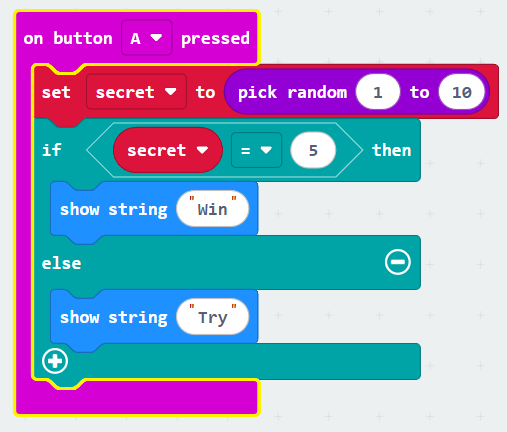 on button A pressed
set secret to pick random 1 to 10
if secret = 5 then
show string "Win"
else
show string "Try"